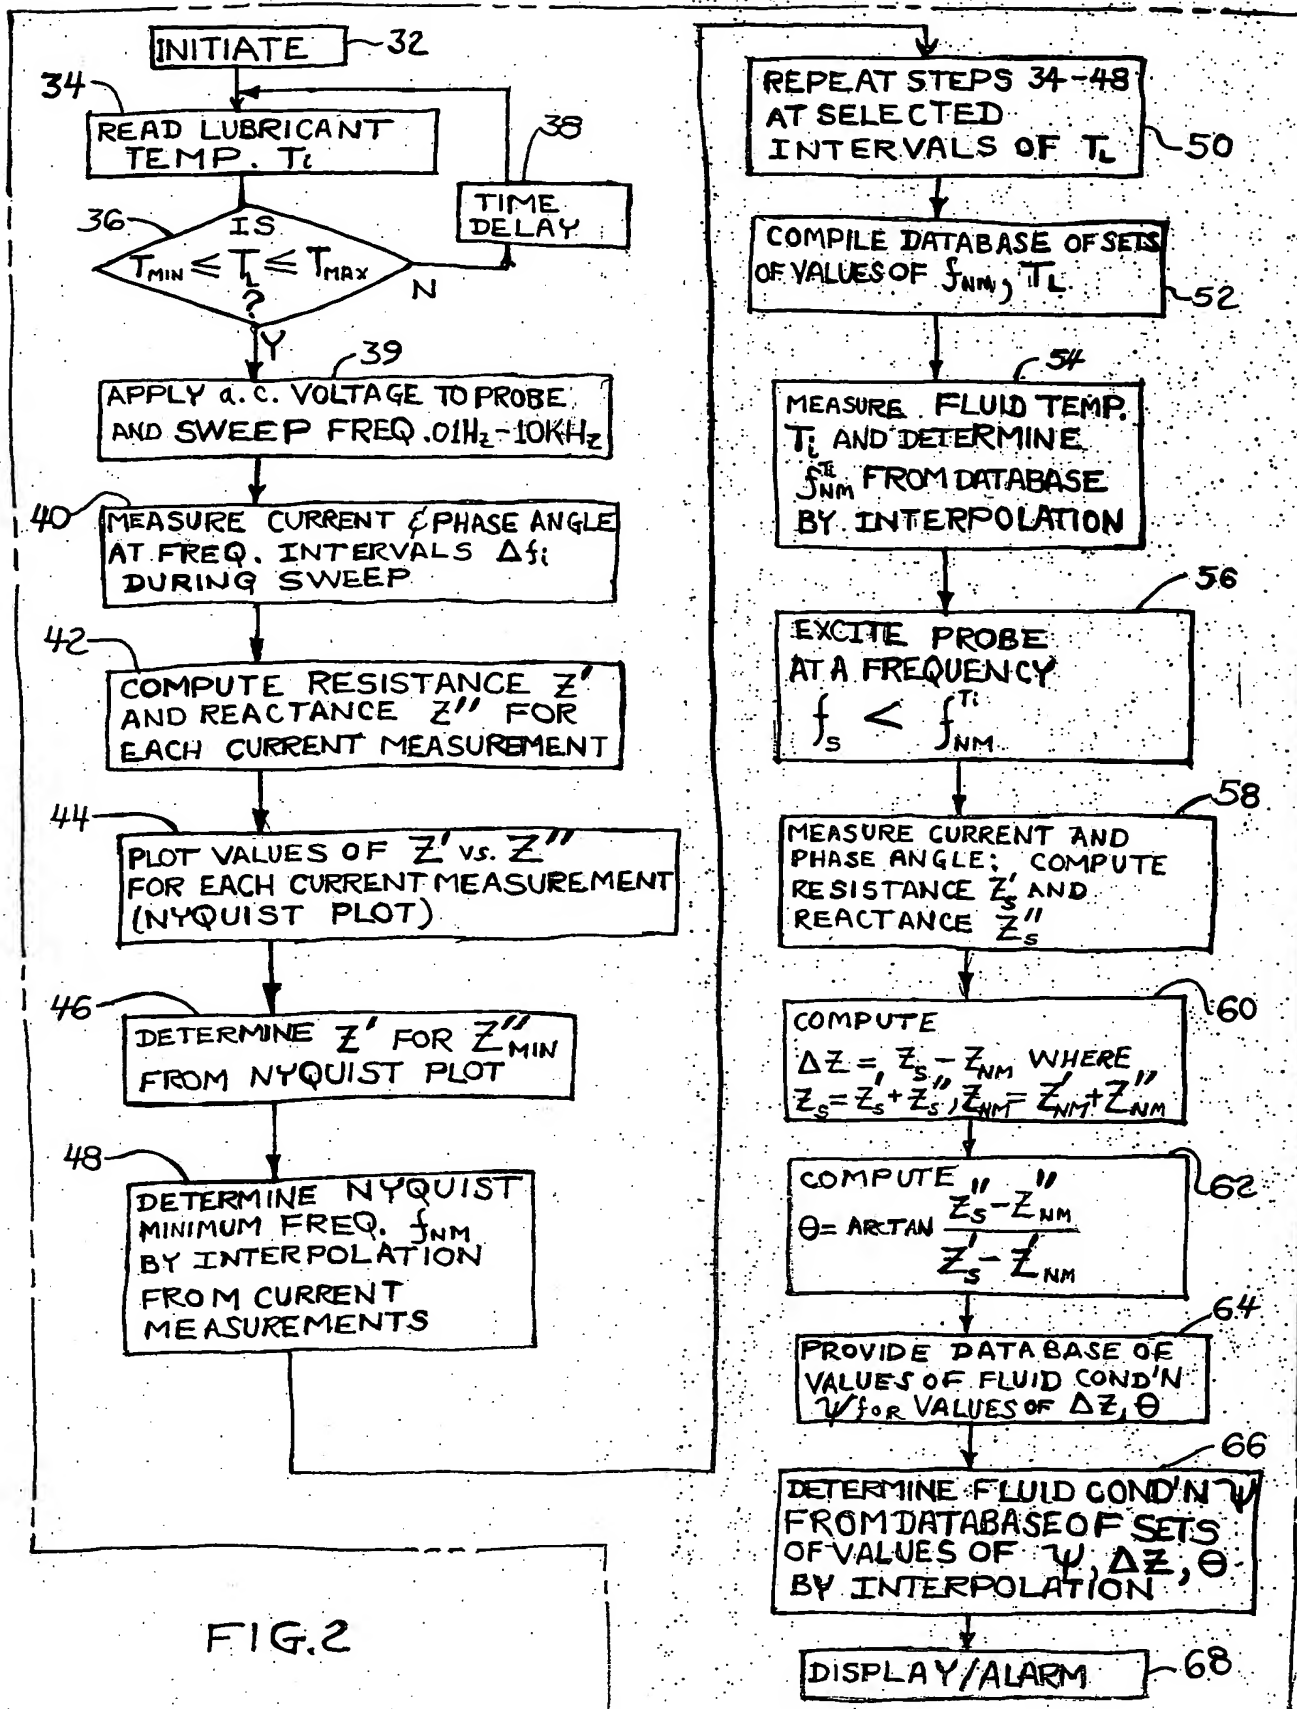 INITIATE
32
34
READ LUBRICANT
TEMP. Ti
38
TIME
DELAY
36
IS
TMIN ≤ TL ≤ TMAX
?
N
Y
39
APPLY a.c. VOLTAGE TO PROBE
AND SWEEP FREQ .01Hz-10KHz
40
MEASURE CURRENT & PHASE ANGLE
AT FREQ. INTERVALS Δfi
DURING SWEEP
42
COMPUTE RESISTANCE Z'
AND REACTANCE Z'' FOR
EACH CURRENT MEASUREMENT
44
PLOT VALUES OF Z' vs. Z''
FOR EACH CURRENT MEASUREMENT
(NYQUIST PLOT)
46
DETERMINE Z' FOR Z''MIN
FROM NYQUIST PLOT
48
DETERMINE NYQUIST
MINIMUM FREQ. fNM
BY INTERPOLATION
FROM CURRENT
MEASUREMENTS
REPEAT STEPS 34-48
AT SELECTED
INTERVALS OF TL
50
COMPILE DATABASE OF SETS
OF VALUES OF fNM, TL
52
54
MEASURE FLUID TEMP.
Ti AND DETERMINE
fNM^Ti FROM DATABASE
BY INTERPOLATION
56
EXCITE PROBE
AT A FREQUENCY
fs < fNM^Ti
58
MEASURE CURRENT AND
PHASE ANGLE; COMPUTE
RESISTANCE Z's AND
REACTANCE Z''s
60
COMPUTE
ΔZ = Zs - ZNM WHERE
Zs = Z's + Z''s, ZNM = Z'NM + Z''NM
62
COMPUTE
θ = ARCTAN Z''s - Z''NM
Z's - Z'NM
64
PROVIDE DATABASE OF
VALUES OF FLUID COND'N
Ψ for VALUES OF ΔZ, θ
66
DETERMINE FLUID COND'N Ψ
FROM DATABASE OF SETS
OF VALUES OF Ψ, ΔZ, θ
BY INTERPOLATION
DISPLAY/ALARM
68
FIG.2